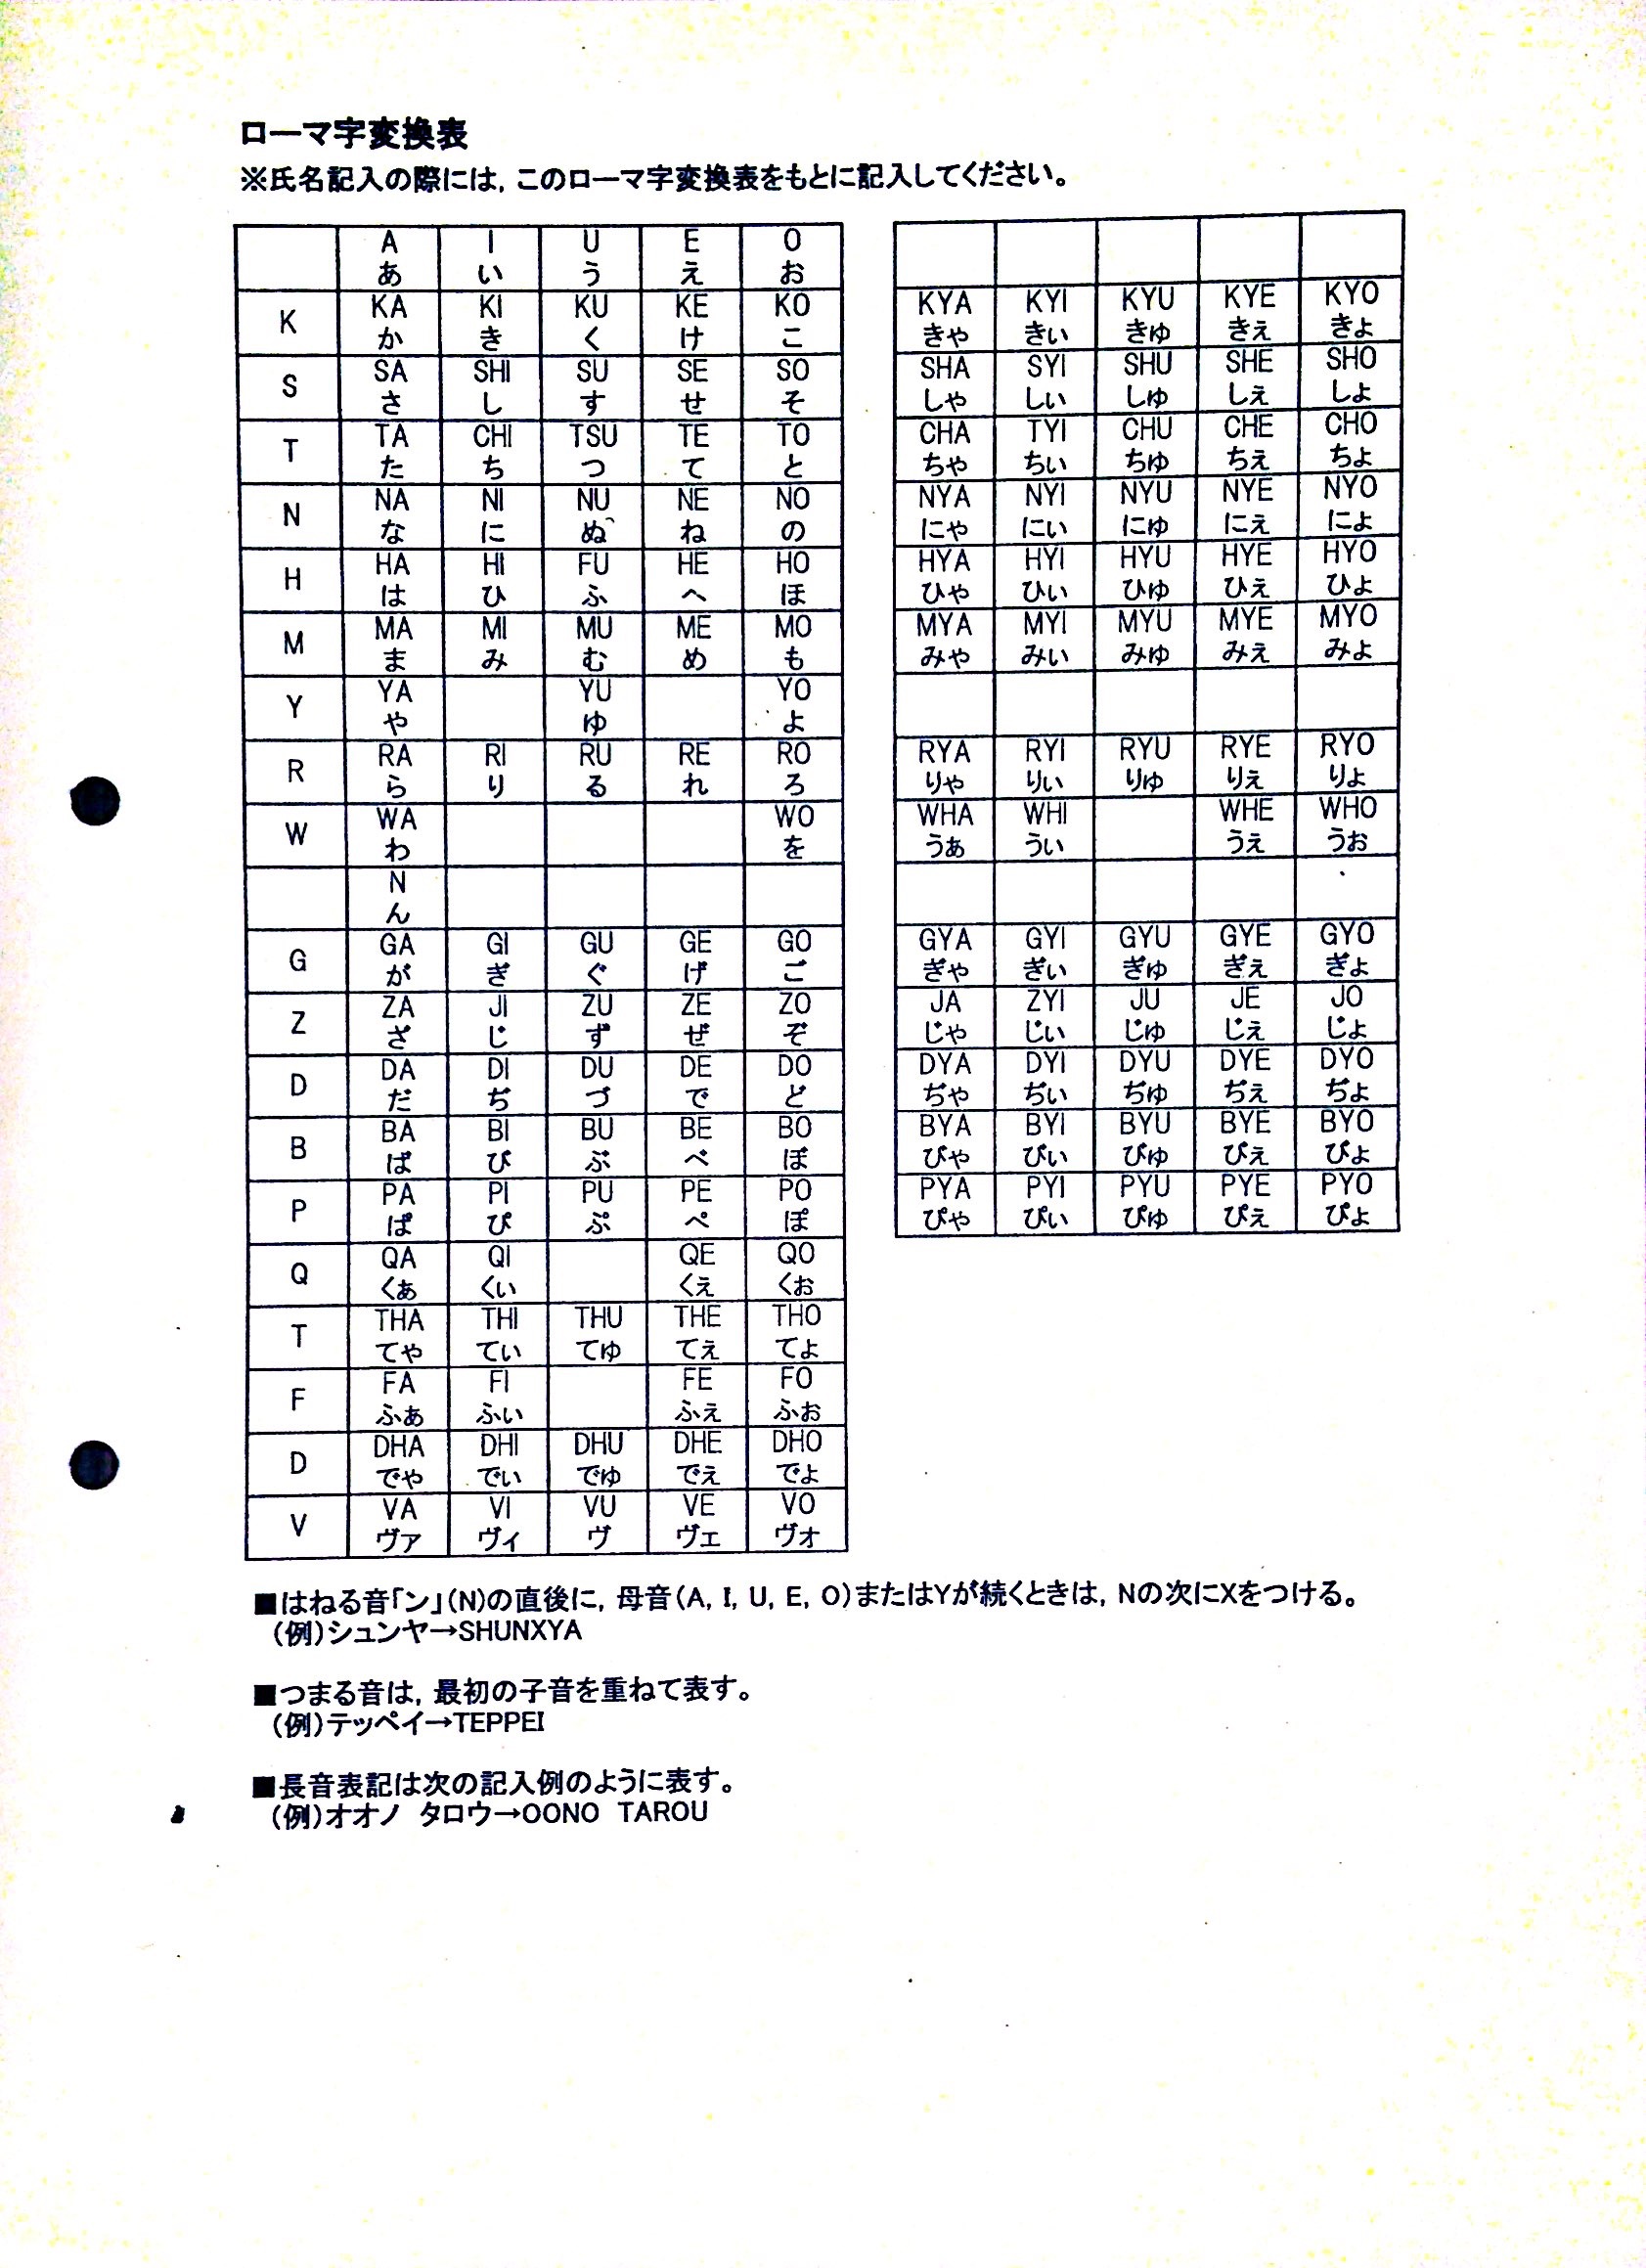 ローマ字変換表
※氏名記入の際には, このローマ字変換表をもとに記入してください。
A I U E O
あ い う え お
K KA KI KU KE KO KYA KYI KYU KYE KYO
か き く け こ きゃ きぃ きゅ きぇ きょ
S SA SHI SU SE SO SHA SYI SHU SHE SHO
さ し す せ そ しゃ しぃ しゅ しぇ しょ
T TA CHI TSU TE TO CHA TYI CHU CHE CHO
た ち つ て と ちゃ ちぃ ちゅ ちぇ ちょ
N NA NI NU NE NO NYA NYI NYU NYE NYO
な に ぬ ね の にゃ にぃ にゅ にぇ にょ
H HA HI FU HE HO HYA HYI HYU HYE HYO
は ひ ふ へ ほ ひゃ ひぃ ひゅ ひぇ ひょ
M MA MI MU ME MO MYA MYI MYU MYE MYO
ま み む め も みゃ みぃ みゅ みぇ みょ
Y YA YU YO
や ゆ よ
R RA RI RU RE RO RYA RYI RYU RYE RYO
ら り る れ ろ りゃ りぃ りゅ りぇ りょ
W WA WO WHA WHI WHE WHO
わ を うぁ うぃ うぇ うぉ
N
ん
G GA GI GU GE GO GYA GYI GYU GYE GYO
が ぎ ぐ げ ご ぎゃ ぎぃ ぎゅ ぎぇ ぎょ
Z ZA JI ZU ZE ZO JA ZYI JU JE JO
ざ じ ず ぜ ぞ じゃ じぃ じゅ じぇ じょ
D DA DI DU DE DO DYA DYI DYU DYE DYO
だ ぢ づ で ど ぢゃ ぢぃ ぢゅ ぢぇ ぢょ
B BA BI BU BE BO BYA BYI BYU BYE BYO
ば び ぶ べ ぼ びゃ びぃ びゅ びぇ びょ
P PA PI PU PE PO PYA PYI PYU PYE PYO
ぱ ぴ ぷ ぺ ぽ ぴゃ ぴぃ ぴゅ ぴぇ ぴょ
Q QA QI QE QO
くぁ くぃ くぇ くぉ
T THA THI THU THE THO
てゃ てぃ てゅ てぇ てょ
F FA FI FE FO
ふぁ ふぃ ふぇ ふぉ
D DHA DHI DHU DHE DHO
でゃ でぃ でゅ でぇ でょ
V VA VI VU VE VO
ヴァ ヴィ ヴ ヴェ ヴォ
■はねる音「ン」(N)の直後に, 母音(A, I, U, E, O)またはYが続くときは, Nの次にXをつける。
(例)シュンヤ→SHUNXYA
■つまる音は, 最初の子音を重ねて表す。
(例)テッペイ→TEPPEI
■長音表記は次の記入例のように表す。
(例)オオノ タロウ→OONO TAROU